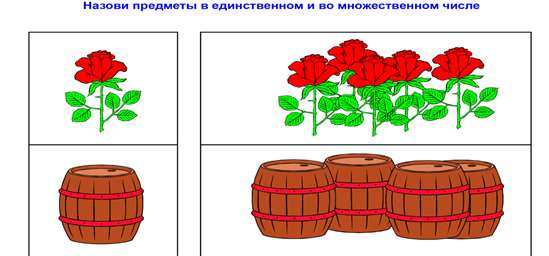 Назови предметы в единственном и во множественном числе